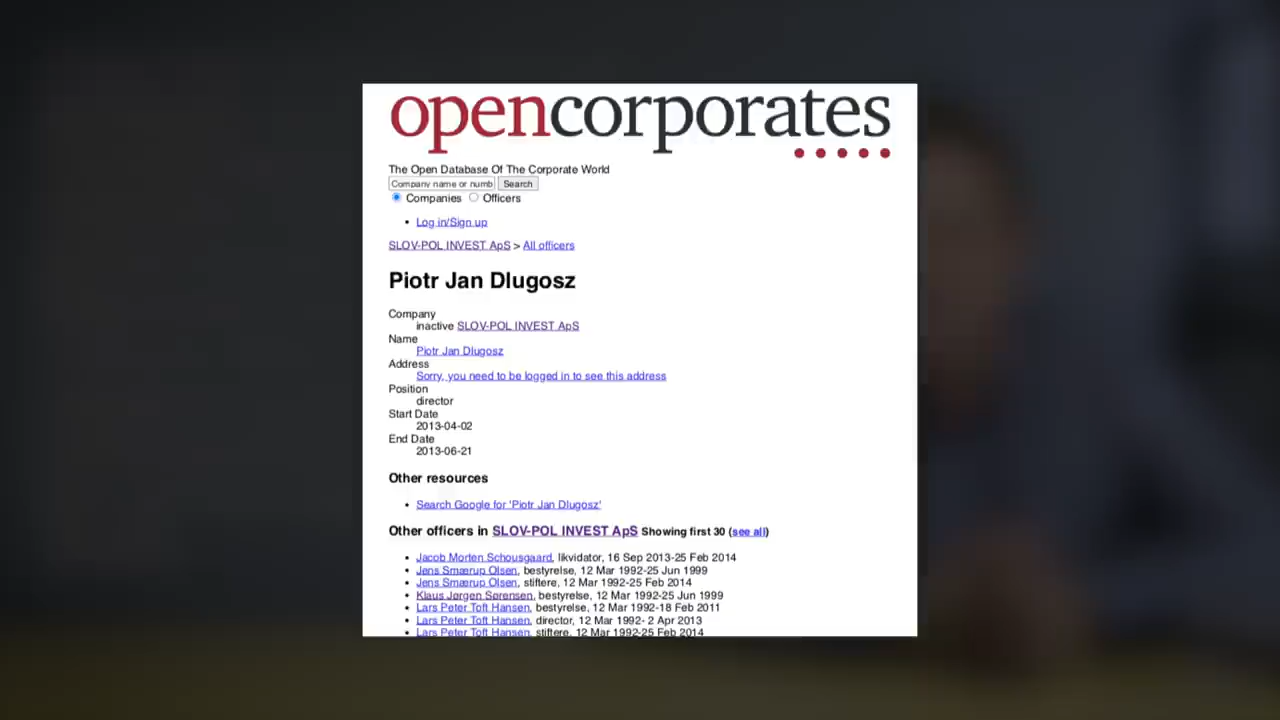 opencorporates
The Open Database Of The Corporate World
Company name or numb Search
Companies Officers
• Log in/Sign up
SLOV-POL INVEST ApS > All officers
Piotr Jan Dlugosz
Company
inactive SLOV-POL INVEST ApS
Name
Piotr Jan Dlugosz
Address
Sorry, you need to be logged in to see this address
Position
director
Start Date
2013-04-02
End Date
2013-06-21
Other resources
• Search Google for 'Piotr Jan Dlugosz'
Other officers in SLOV-POL INVEST ApS Showing first 30 (see all)
• Jacob Morten Schousgaard, likvidator, 16 Sep 2013-25 Feb 2014
• Jens Smærup Olsen, bestyrelse, 12 Mar 1992-25 Jun 1999
• Jens Smærup Olsen, stiftere, 12 Mar 1992-25 Feb 2014
• Klaus Jørgen Sørensen, bestyrelse, 12 Mar 1992-25 Jun 1999
• Lars Peter Toft Hansen, bestyrelse, 12 Mar 1992-18 Feb 2011
• Lars Peter Toft Hansen, director, 12 Mar 1992- 2 Apr 2013
• Lars Peter Toft Hansen, stiftere, 12 Mar 1992-25 Feb 2014